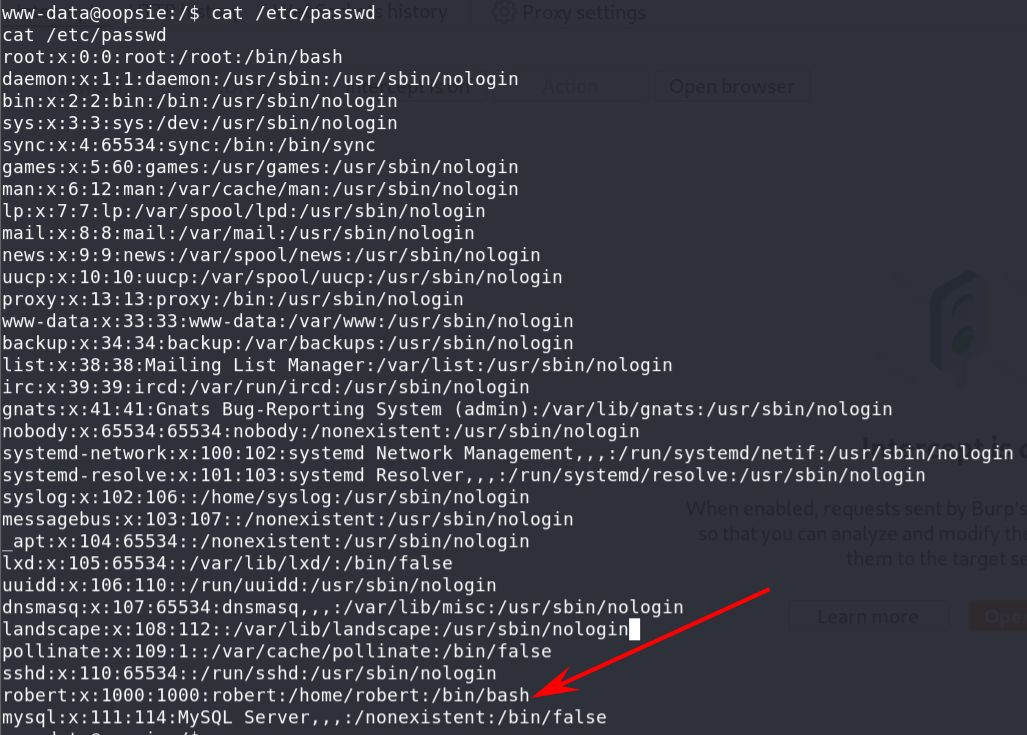 www-data@oopsie:/$ cat /etc/passwd
history
Proxy settings
cat /etc/passwd
root:x:0:0:root:/root:/bin/bash
daemon:x:1:1:daemon:/usr/sbin:/usr/sbin/nologin
Intercept is on
Action
Open browser
bin:x:2:2:bin:/bin:/usr/sbin/nologin
sys:x:3:3:sys:/dev:/usr/sbin/nologin
sync:x:4:65534:sync:/bin:/bin/sync
games:x:5:60:games:/usr/games:/usr/sbin/nologin
man:x:6:12:man:/var/cache/man:/usr/sbin/nologin
lp:x:7:7:lp:/var/spool/lpd:/usr/sbin/nologin
mail:x:8:8:mail:/var/mail:/usr/sbin/nologin
news:x:9:9:news:/var/spool/news:/usr/sbin/nologin
uucp:x:10:10:uucp:/var/spool/uucp:/usr/sbin/nologin
proxy:x:13:13:proxy:/bin:/usr/sbin/nologin
www-data:x:33:33:www-data:/var/www:/usr/sbin/nologin
backup:x:34:34:backup:/var/backups:/usr/sbin/nologin
list:x:38:38:Mailing List Manager:/var/list:/usr/sbin/nologin
irc:x:39:39:ircd:/var/run/ircd:/usr/sbin/nologin
gnats:x:41:41:Gnats Bug-Reporting System (admin):/var/lib/gnats:/usr/sbin/nologin
nobody:x:65534:65534:nobody:/nonexistent:/usr/sbin/nologin
Intercept is
systemd-network:x:100:102:systemd Network Management,,,:/run/systemd/netif:/usr/sbin/nologin
systemd-resolve:x:101:103:systemd Resolver,,,:/run/systemd/resolve:/usr/sbin/nologin
syslog:x:102:106::/home/syslog:/usr/sbin/nologin
When enabled, requests sent by Burp's
messagebus:x:103:107::/nonexistent:/usr/sbin/nologin
so that you can analyze and modify
_apt:x:104:65534::/nonexistent:/usr/sbin/nologin
them to the target
lxd:x:105:65534::/var/lib/lxd/:/bin/false
uuidd:x:106:110::/run/uuidd:/usr/sbin/nologin
dnsmasq:x:107:65534:dnsmasq,,,:/var/lib/misc:/usr/sbin/nologin
Learn more
landscape:x:108:112::/var/lib/landscape:/usr/sbin/nologin
pollinate:x:109:1::/var/cache/pollinate:/bin/false
sshd:x:110:65534::/run/sshd:/usr/sbin/nologin
robert:x:1000:1000:robert:/home/robert:/bin/bash
mysql:x:111:114:MySQL Server,,,:/nonexistent:/bin/false